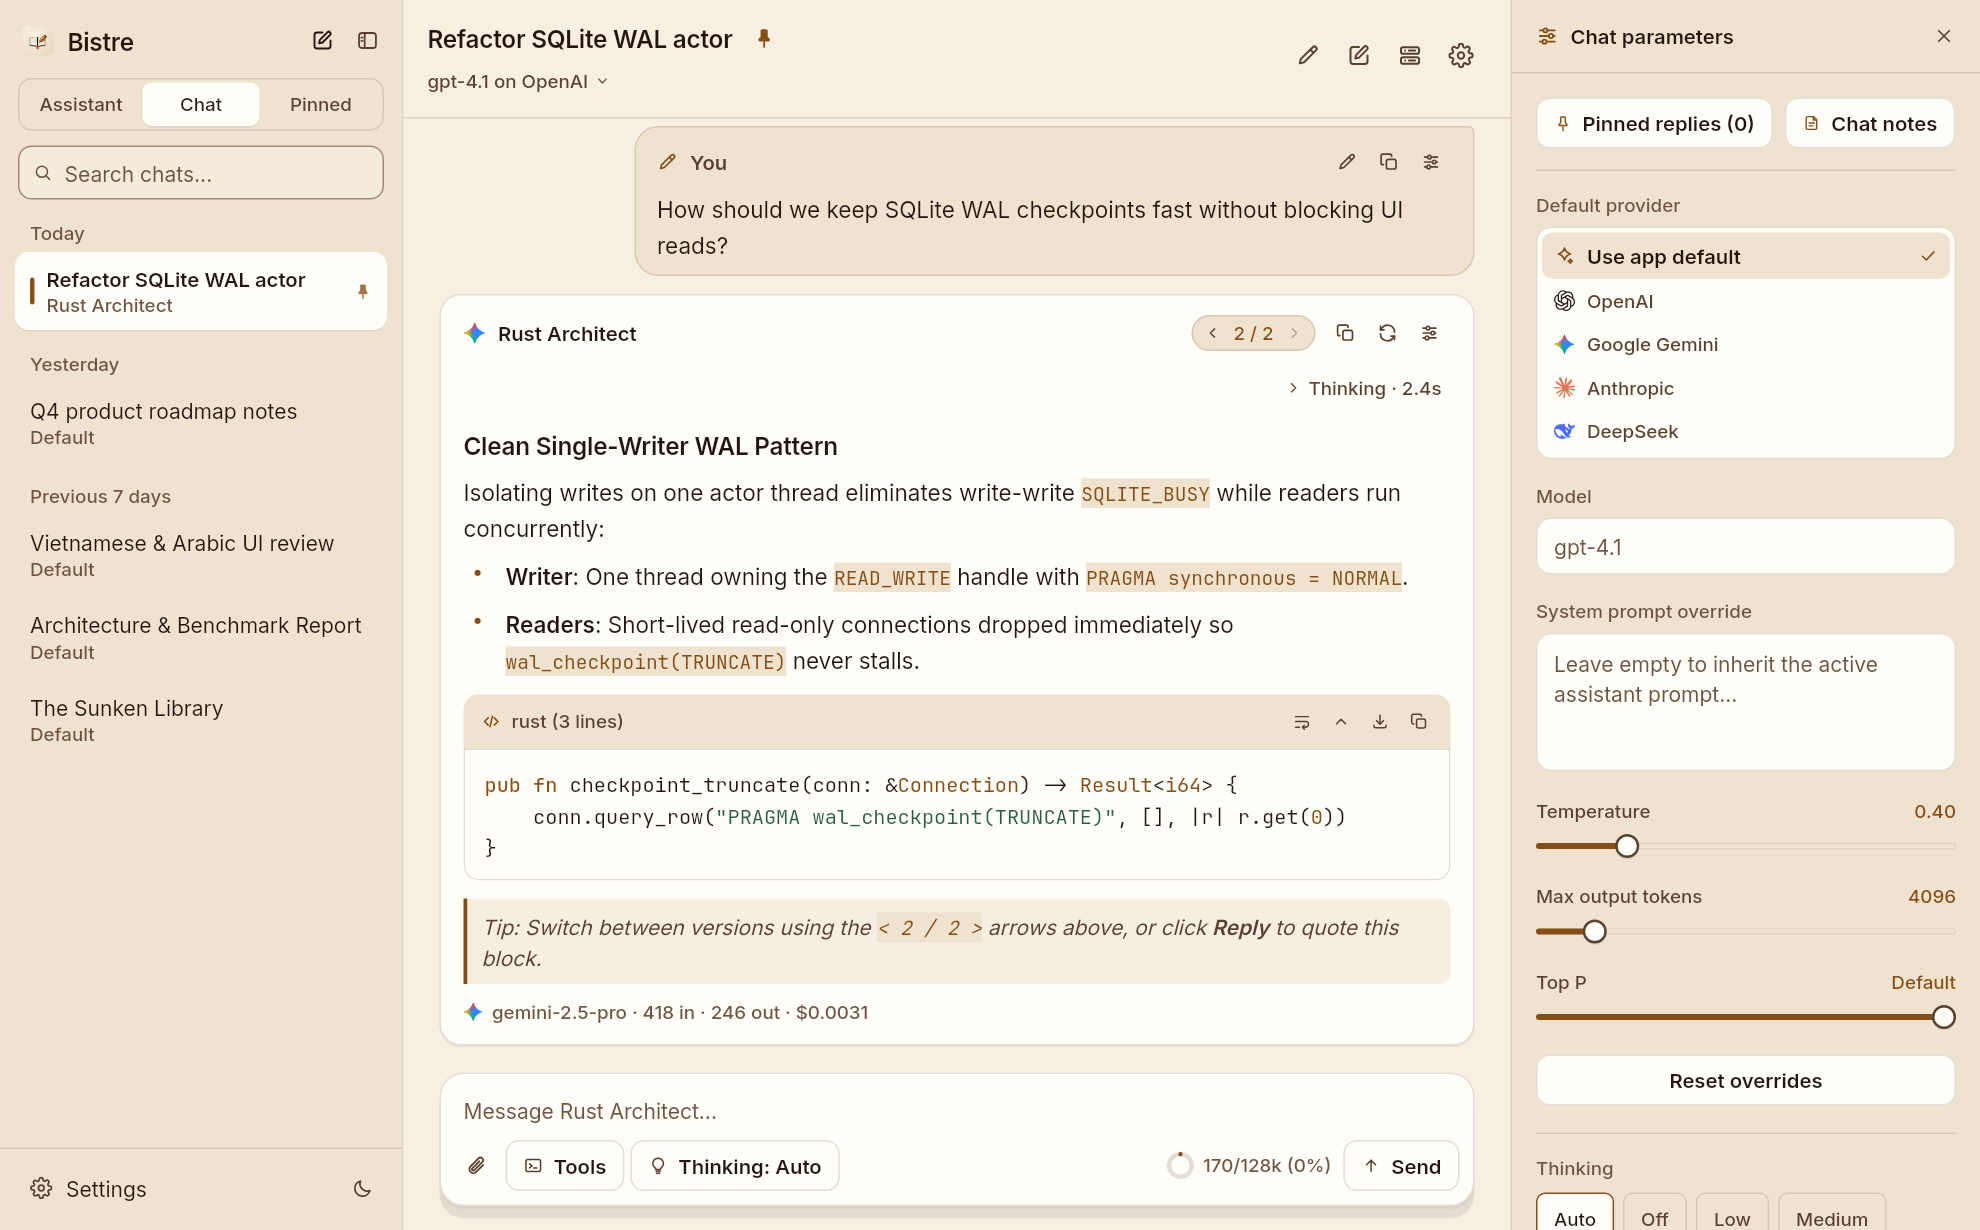 Bistre
Assistant
Chat
Pinned
Search chats...
Today
Refactor SQLite WAL actor
Rust Architect
Yesterday
Q4 product roadmap notes
Default
Previous 7 days
Vietnamese & Arabic UI review
Default
Architecture & Benchmark Report
Default
The Sunken Library
Default
Settings
Refactor SQLite WAL actor
gpt-4.1 on OpenAI
You
How should we keep SQLite WAL checkpoints fast without blocking UI
reads?
Rust Architect
2 / 2
Thinking · 2.4s
Clean Single-Writer WAL Pattern
Isolating writes on one actor thread eliminates write-write SQLITE_BUSY while readers run
concurrently:
• Writer: One thread owning the READ_WRITE handle with PRAGMA synchronous = NORMAL.
• Readers: Short-lived read-only connections dropped immediately so
wal_checkpoint(TRUNCATE) never stalls.
rust (3 lines)
pub fn checkpoint_truncate(conn: &Connection) -> Result<i64> {
    conn.query_row("PRAGMA wal_checkpoint(TRUNCATE)", [], |r| r.get(0))
}
Tip: Switch between versions using the < 2 / 2 > arrows above, or click Reply to quote this
block.
gemini-2.5-pro · 418 in · 246 out · $0.0031
Message Rust Architect...
Tools
Thinking: Auto
170/128k (0%)
Send
Chat parameters
Pinned replies (0)
Chat notes
Default provider
Use app default
OpenAI
Google Gemini
Anthropic
DeepSeek
Model
gpt-4.1
System prompt override
Leave empty to inherit the active
assistant prompt...
Temperature 0.40
Max output tokens 4096
Top P Default
Reset overrides
Thinking
Auto
Off
Low
Medium